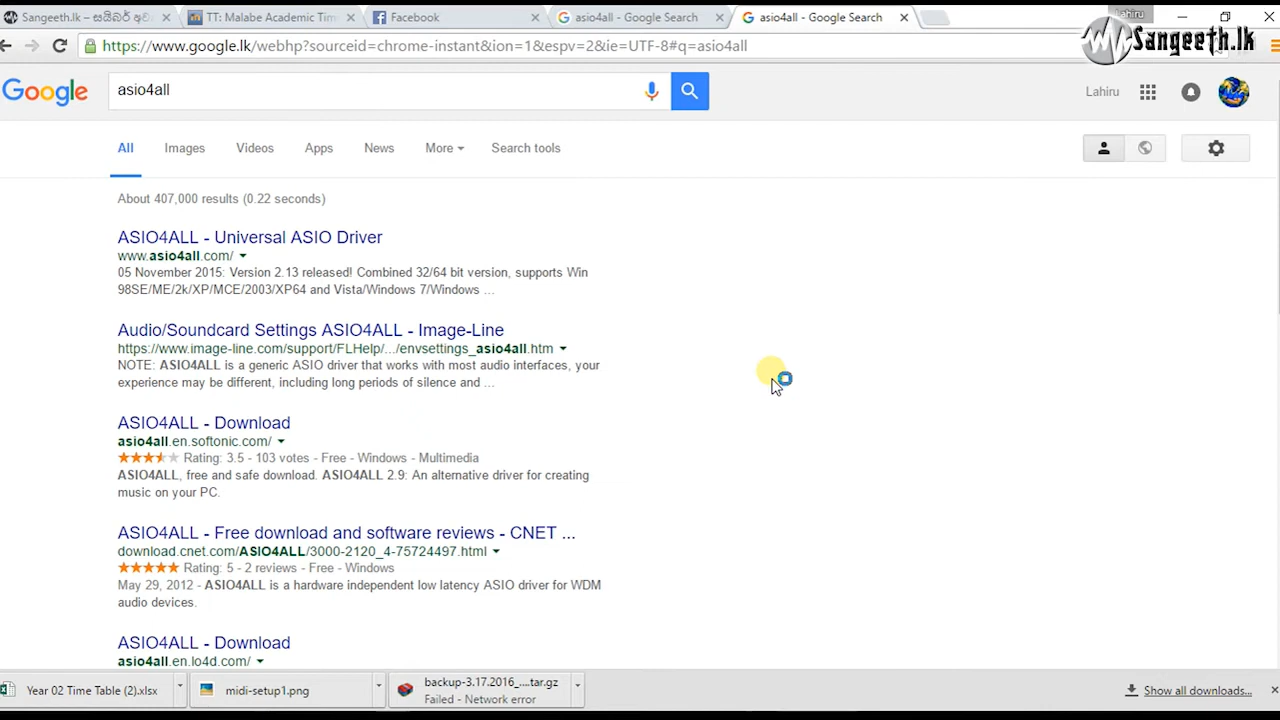 Sangeeth.lk – සයිබර් අව
TT: Malabe Academic Tim
Facebook
asio4all - Google Search
asio4all - Google Search
Lahiru
https://www.google.lk/webhp?sourceid=chrome-instant&ion=1&espv=2&ie=UTF-8#q=asio4all
Sangeeth.lk
Google
asio4all
Lahiru
All
Images
Videos
Apps
News
More
Search tools
About 407,000 results (0.22 seconds)
ASIO4ALL - Universal ASIO Driver
www.asio4all.com/
05 November 2015: Version 2.13 released! Combined 32/64 bit version, supports Win
98SE/ME/2k/XP/MCE/2003/XP64 and Vista/Windows 7/Windows ...
Audio/Soundcard Settings ASIO4ALL - Image-Line
https://www.image-line.com/support/FLHelp/.../envsettings_asio4all.htm
NOTE: ASIO4ALL is a generic ASIO driver that works with most audio interfaces, your
experience may be different, including long periods of silence and ...
ASIO4ALL - Download
asio4all.en.softonic.com/
Rating: 3.5 - 103 votes - Free - Windows - Multimedia
ASIO4ALL, free and safe download. ASIO4ALL 2.9: An alternative driver for creating
music on your PC.
ASIO4ALL - Free download and software reviews - CNET ...
download.cnet.com/ASIO4ALL/3000-2120_4-75724497.html
Rating: 5 - 2 reviews - Free - Windows
May 29, 2012 - ASIO4ALL is a hardware independent low latency ASIO driver for WDM
audio devices.
ASIO4ALL - Download
asio4all.en.lo4d.com/
Year 02 Time Table (2).xlsx
midi-setup1.png
backup-3.17.2016_....tar.gz
Failed - Network error
Show all downloads...